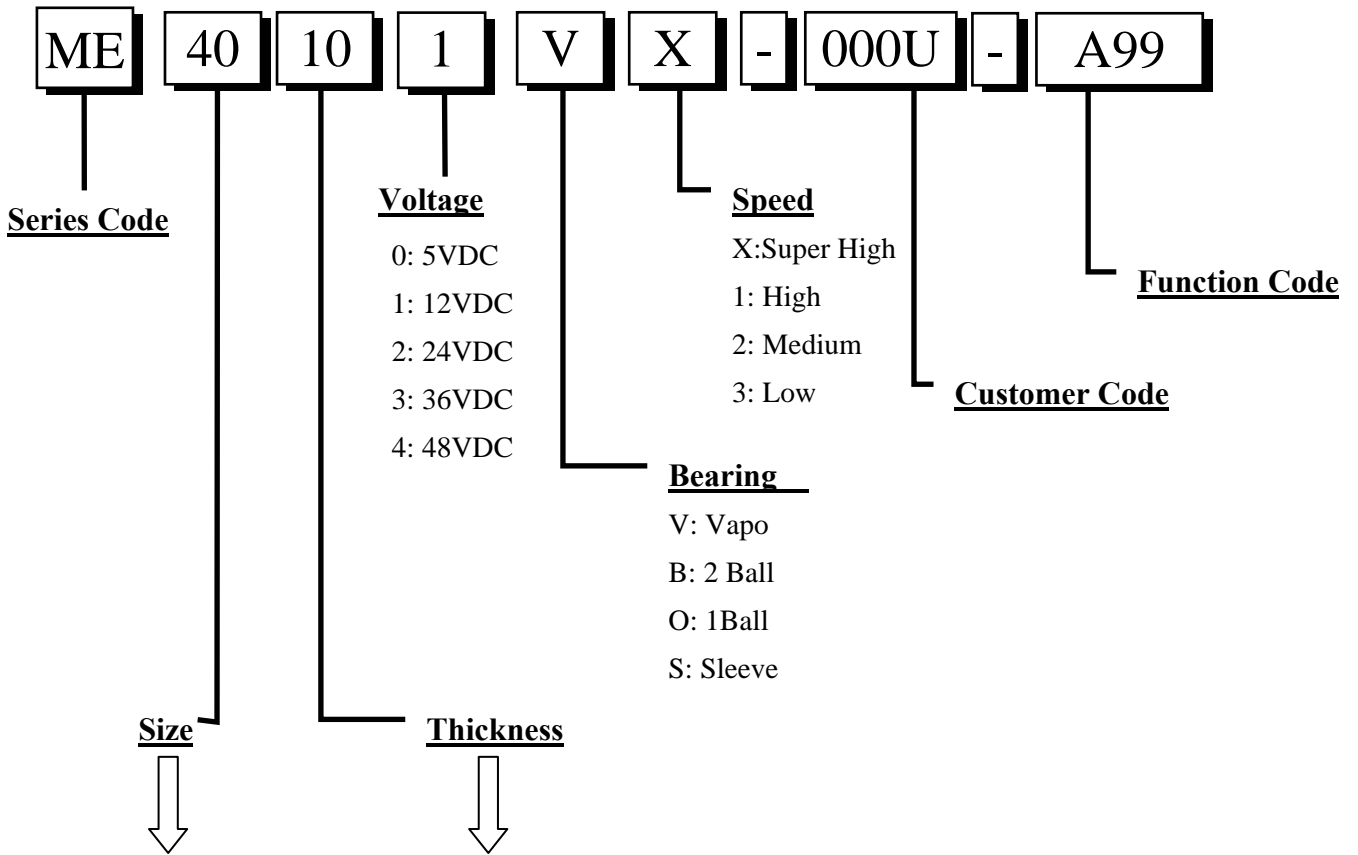 ME 40 10 1 V X - 000U - A99
Series Code
Voltage
0: 5VDC
1: 12VDC
2: 24VDC
3: 36VDC
4: 48VDC
Speed
X:Super High
1: High
2: Medium
3: Low
Function Code
Customer Code
Bearing
V: Vapo
B: 2 Ball
O: 1Ball
S: Sleeve
Size
Thickness